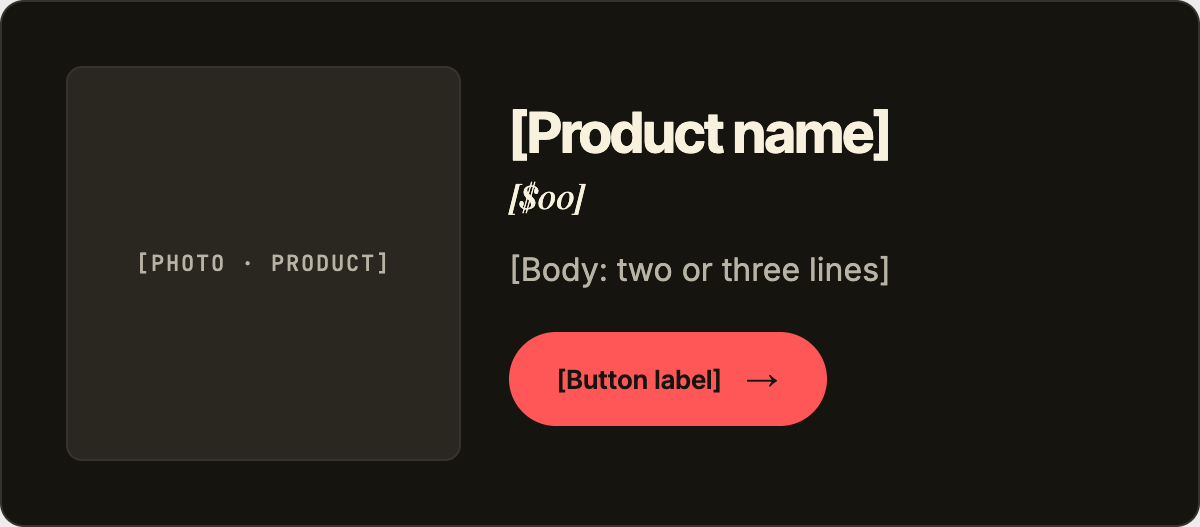 [PHOTO · PRODUCT]
[Product name]
[$00]
[Body: two or three lines]
[Button label] →